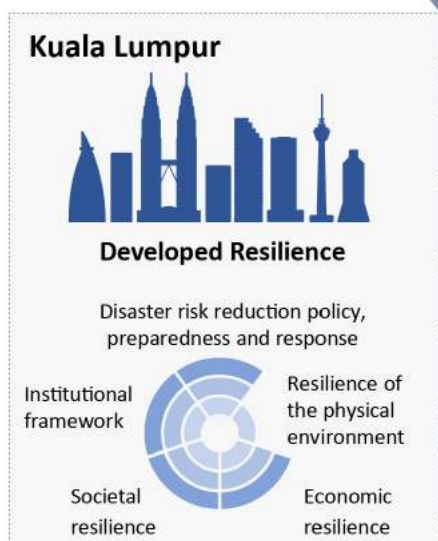 Kuala Lumpur
Developed Resilience
Disaster risk reduction policy,
preparedness and response
Institutional
framework
Resilience of
the physical
environment
Societal
resilience
Economic
resilience